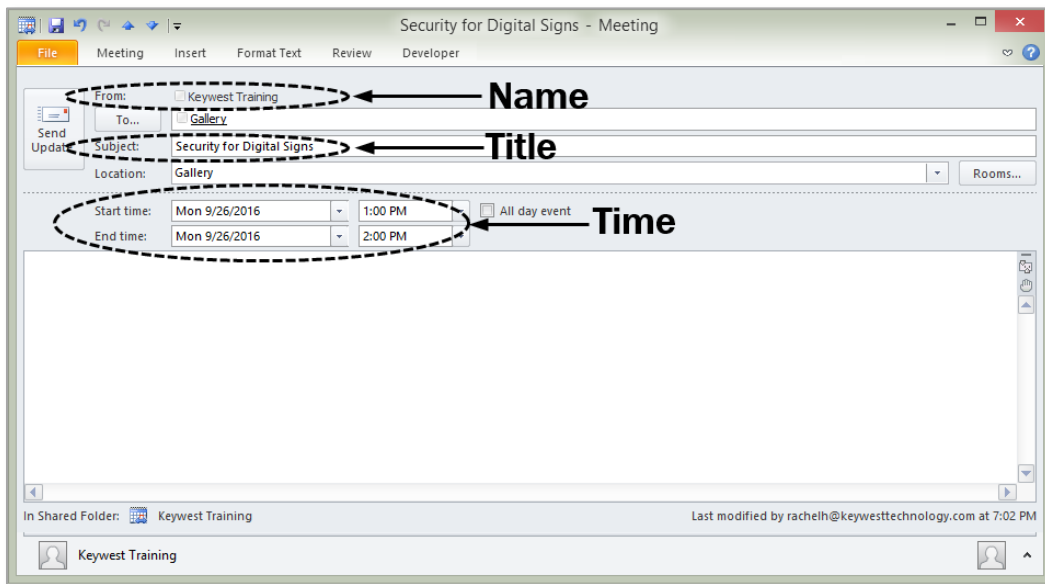 Security for Digital Signs - Meeting
File Meeting Insert Format Text Review Developer
From: Keywest Training Name
To... Gallery
Send Update
Subject: Security for Digital Signs Title
Location: Gallery Rooms...
Start time: Mon 9/26/2016 1:00 PM All day event Time
End time: Mon 9/26/2016 2:00 PM
In Shared Folder: Keywest Training Last modified by rachelh@keywesttechnology.com at 7:02 PM
Keywest Training